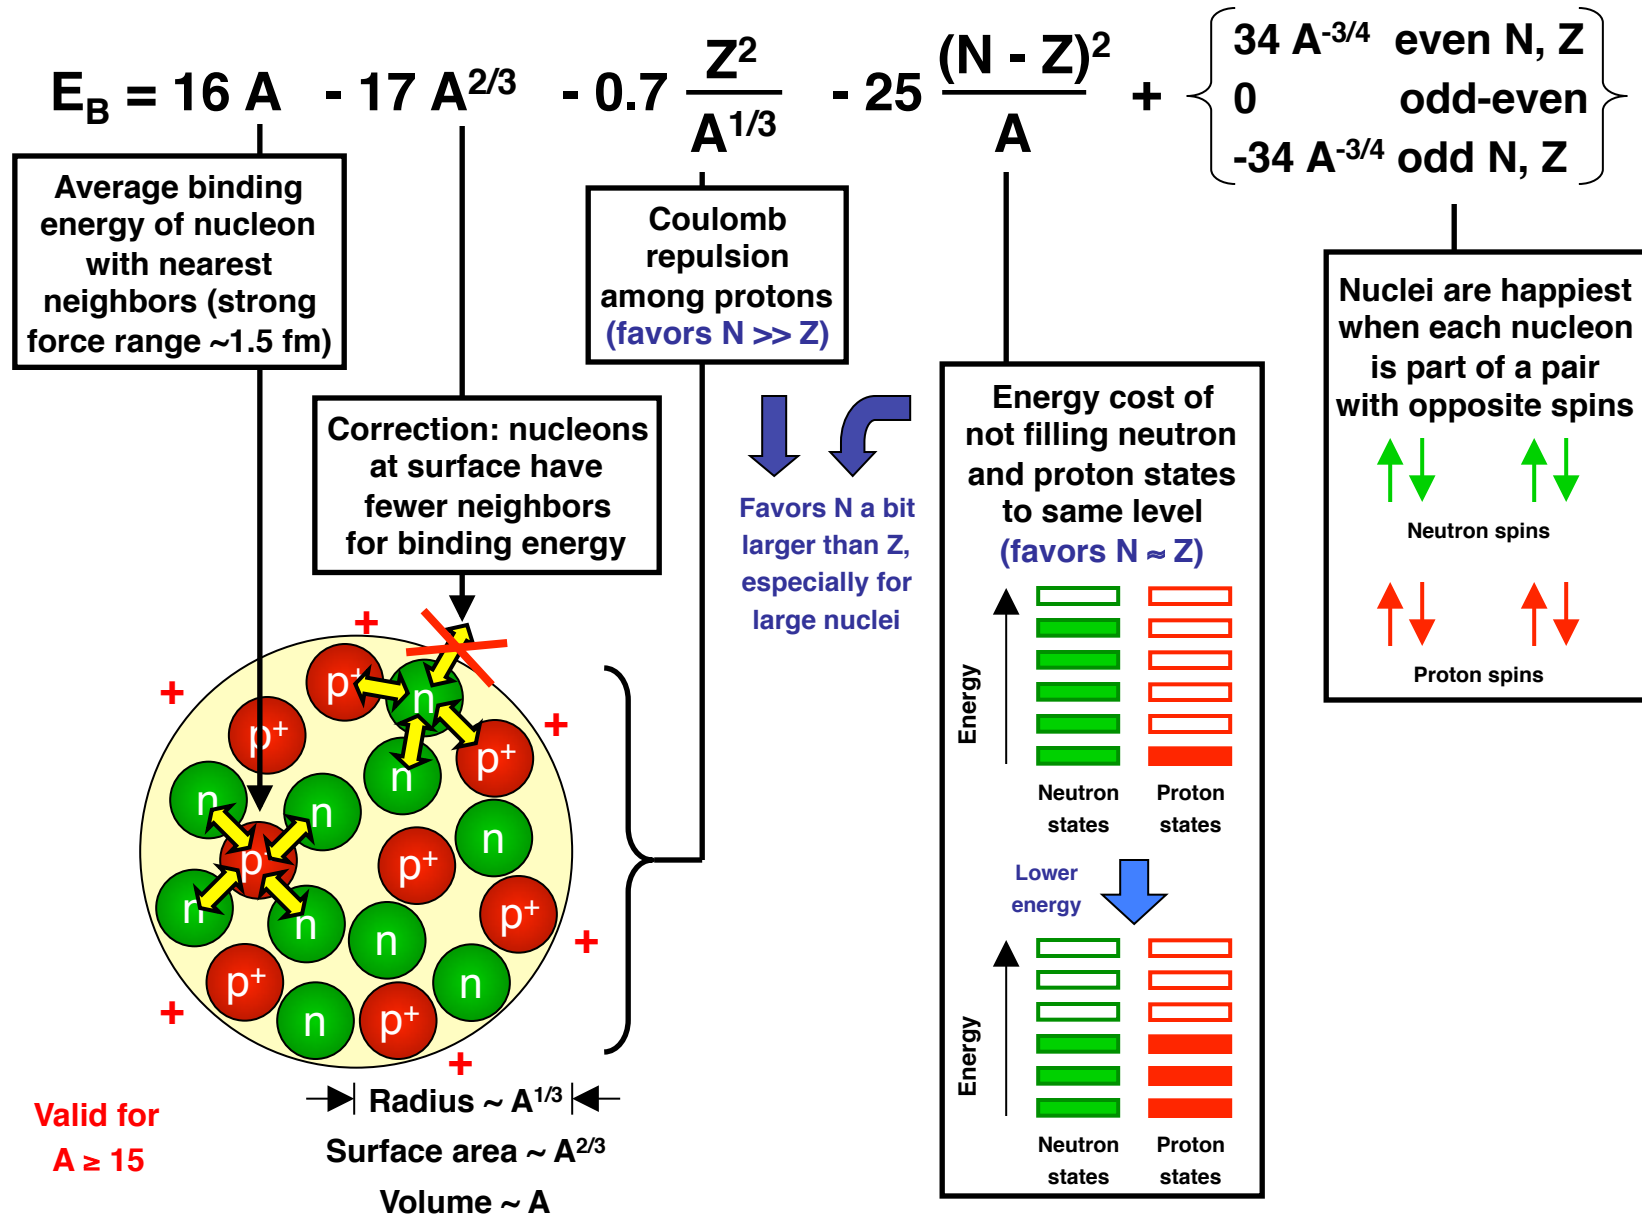 E_B = 16 A - 17 A^{2/3} - 0.7 Z^2/A^{1/3} - 25 (N - Z)^2/A + { 34 A^{-3/4} even N, Z
0 odd-even
-34 A^{-3/4} odd N, Z }
Average binding
energy of nucleon
with nearest
neighbors (strong
force range ~1.5 fm)
Correction: nucleons
at surface have
fewer neighbors
for binding energy
Coulomb
repulsion
among protons
(favors N >> Z)
Favors N a bit
larger than Z,
especially for
large nuclei
Energy cost of
not filling neutron
and proton states
to same level
(favors N ≈ Z)
Energy
Neutron
states
Proton
states
Lower
energy
Energy
Neutron
states
Proton
states
Nuclei are happiest
when each nucleon
is part of a pair
with opposite spins
Neutron spins
Proton spins
+
+
+
+
+
+
p+
n
p+
n
p+
n
n
n
p+
p+
n
n
n
n
p+
p+
n
n
p+
Radius ~ A^{1/3}
Surface area ~ A^{2/3}
Volume ~ A
Valid for
A ≥ 15